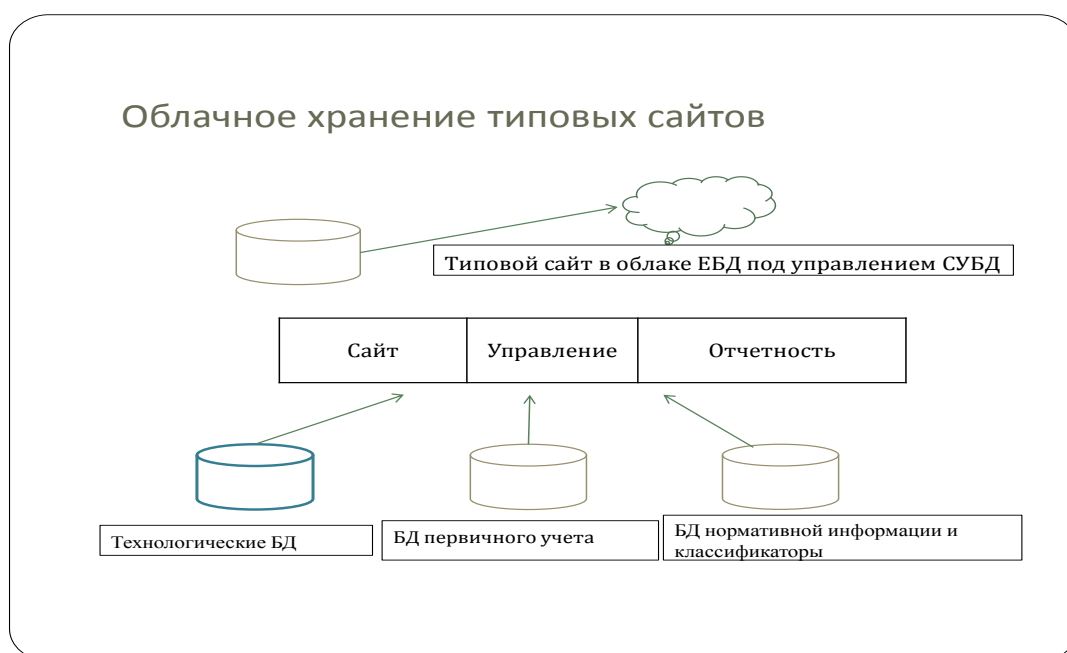 Облачное хранение типовых сайтов
Типовой сайт в облаке ЕБД под управлением СУБД
Сайт
Управление
Отчетность
Технологические БД
БД первичного учета
БД нормативной информации и
классификаторы